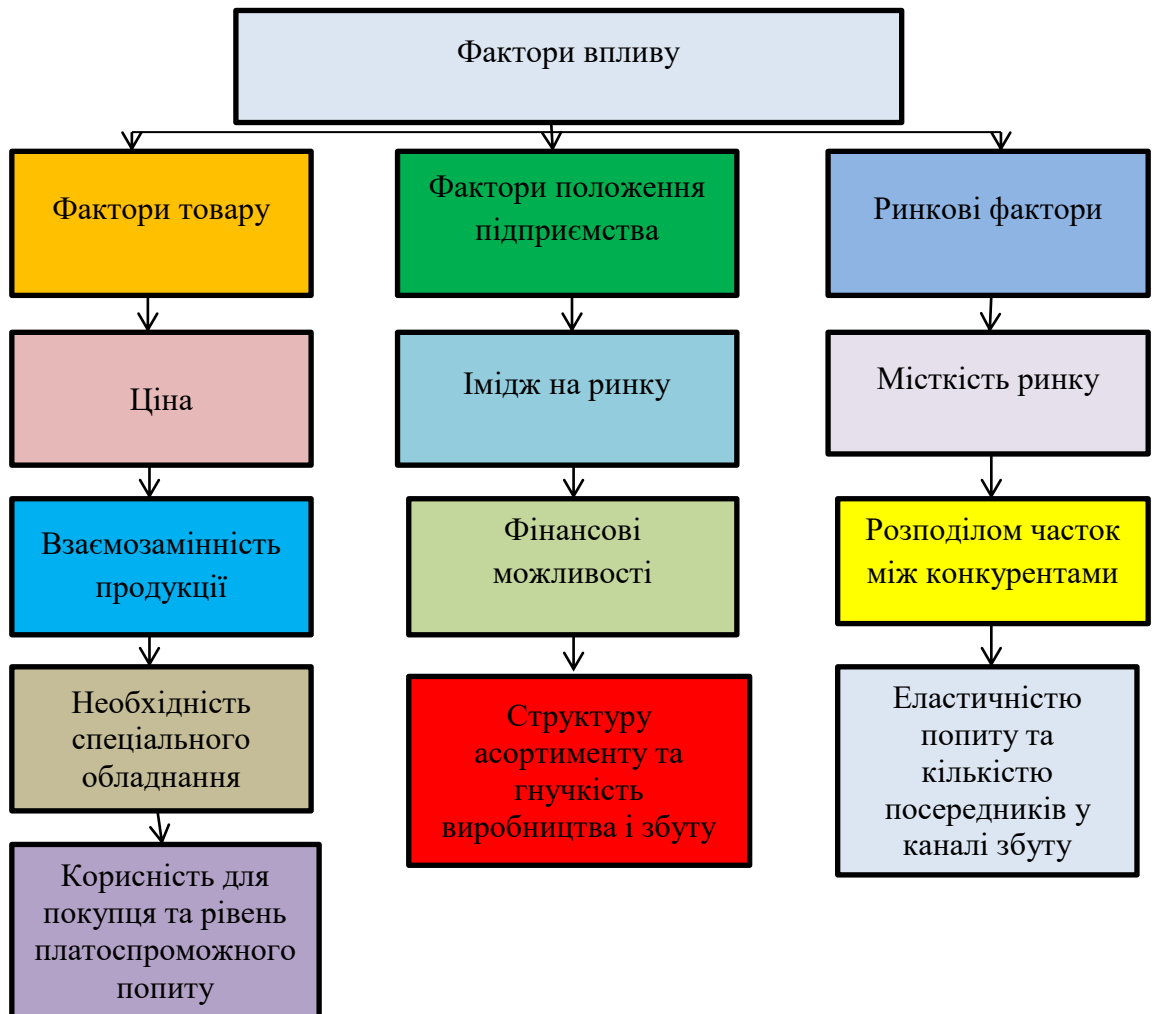 Фактори впливу
Фактори товару
Фактори положення
підприємства
Ринкові фактори
Ціна
Імідж на ринку
Місткість ринку
Взаємозамінність
продукції
Фінансові
можливості
Розподілом часток
між конкурентами
Необхідність
спеціального
обладнання
Структуру
асортименту та
гнучкість
виробництва і збуту
Еластичністю
попиту та
кількістю
посередників у
каналі збуту
Корисність для
покупця та рівень
платоспроможного
попиту